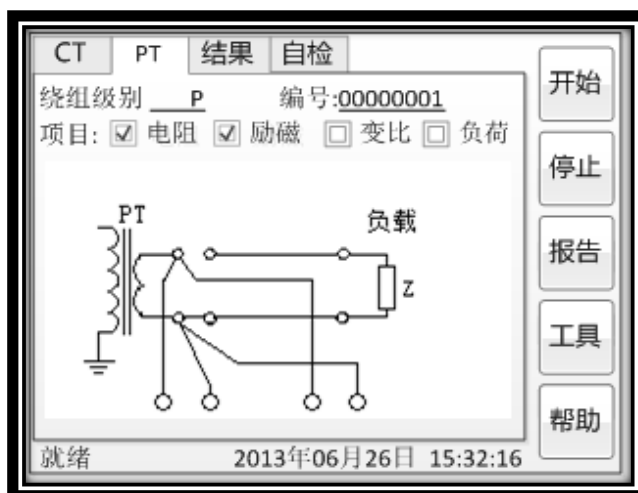 CT PT 结果 自检
绕组级别 P 编号:00000001
项目: 电阻 励磁 变比 负荷
PT
负载
Z
就绪 2013年06月26日 15:32:16
开始
停止
报告
工具
帮助